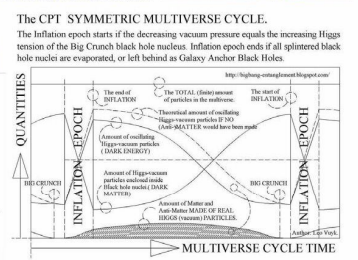 The CPT SYMMETRIC MULTIVERSE CYCLE.
The Inflation epoch starts if the decreasing vacuum pressure equals the increasing Higgs
tension of the Big Crunch black hole nucleus. Inflation epoch ends if all splintered black
hole nuclei are evaporated, or left behind as Galaxy Anchor Black Holes.
http://bigbang-entanglement.blogspot.com/
The end of
INFLATION
The TOTAL (finite) amount
of particles in the multiverse.
The start of
INFLATION
Theoretical amount of oscillating
Higgs-vacuum particles IF NO
(Anti-)MATTER would have been made
Amount of oscillating
Higgs-vacuum particles
( DARK ENERGY)
QUANTITIES
INFLATION EPOCH
INFLATION EPOCH
Amount of Higgs-vacuum
particles enclosed inside
Black hole nuclei.( DARK
MATTER)
BIG CRUNCH
BIG CRUNCH
Amount of Matter and
Anti-Matter MADE OF REAL
HIGGS (vacuum) PARTICLES.
Author: Leo Vuyk.
MULTIVERSE CYCLE TIME